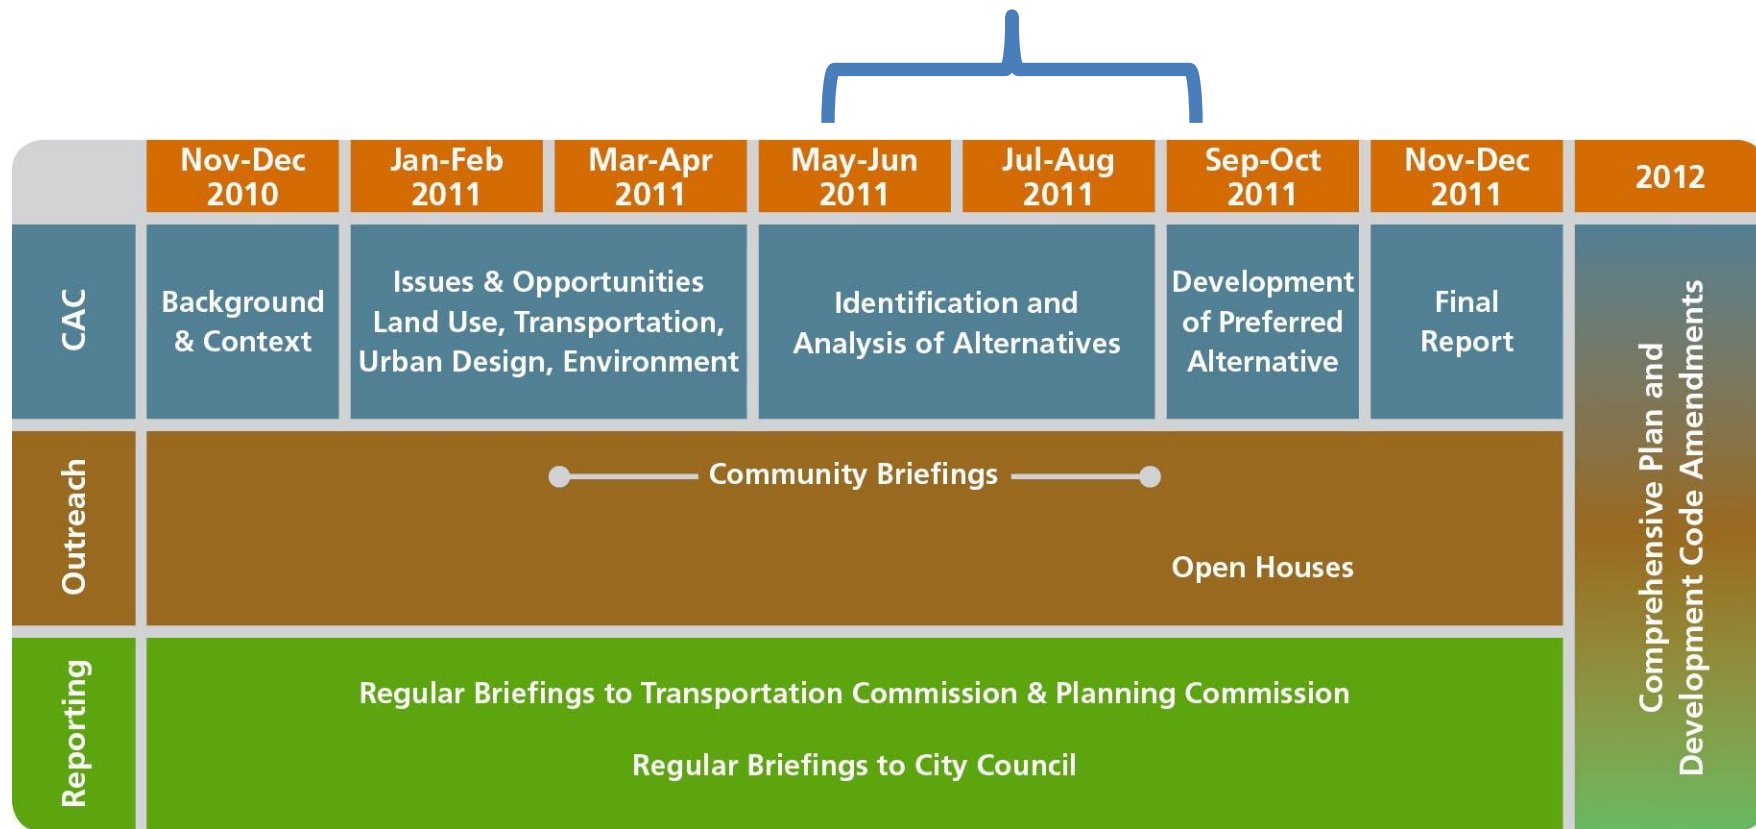 Nov-Dec
2010
Jan-Feb
2011
Mar-Apr
2011
May-Jun
2011
Jul-Aug
2011
Sep-Oct
2011
Nov-Dec
2011
2012
CAC
Background
& Context
Issues & Opportunities
Land Use, Transportation,
Urban Design, Environment
Identification and
Analysis of Alternatives
Development
of Preferred
Alternative
Final
Report
Comprehensive Plan and
Development Code Amendments
Outreach
Community Briefings
Open Houses
Reporting
Regular Briefings to Transportation Commission & Planning Commission
Regular Briefings to City Council